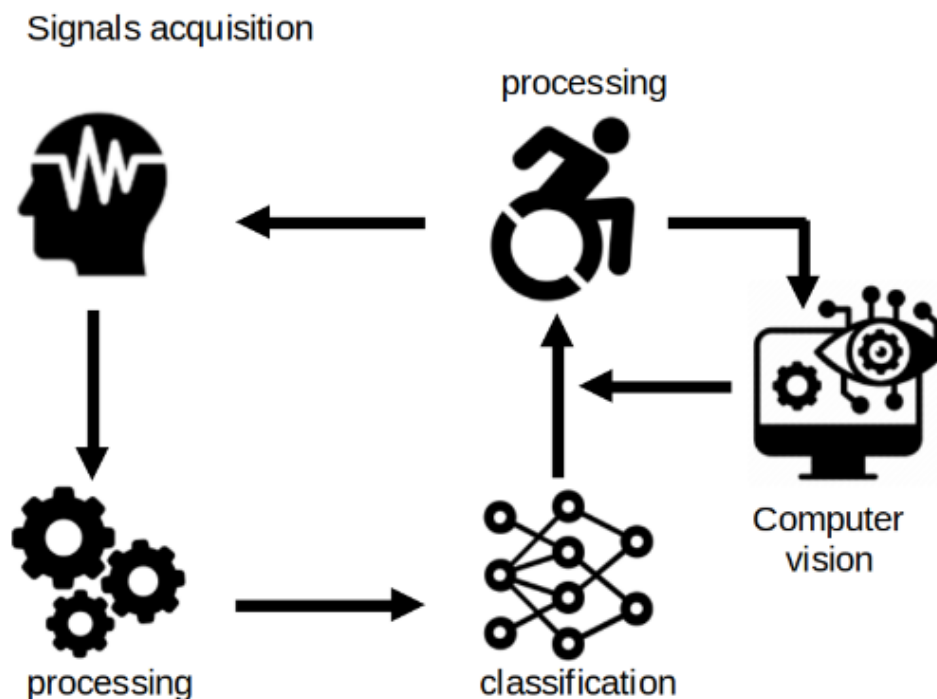 Signals acquisition
processing
Computer
vision
processing
classification